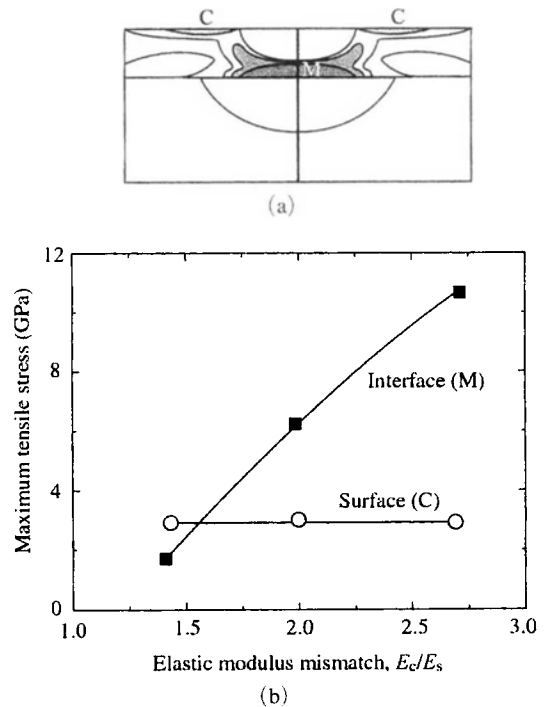 C C
M
(a)
12
8
4
0
Maximum tensile stress (GPa)
Interface (M)
Surface (C)
1.0 1.5 2.0 2.5 3.0
Elastic modulus mismatch, Ec/Es
(b)